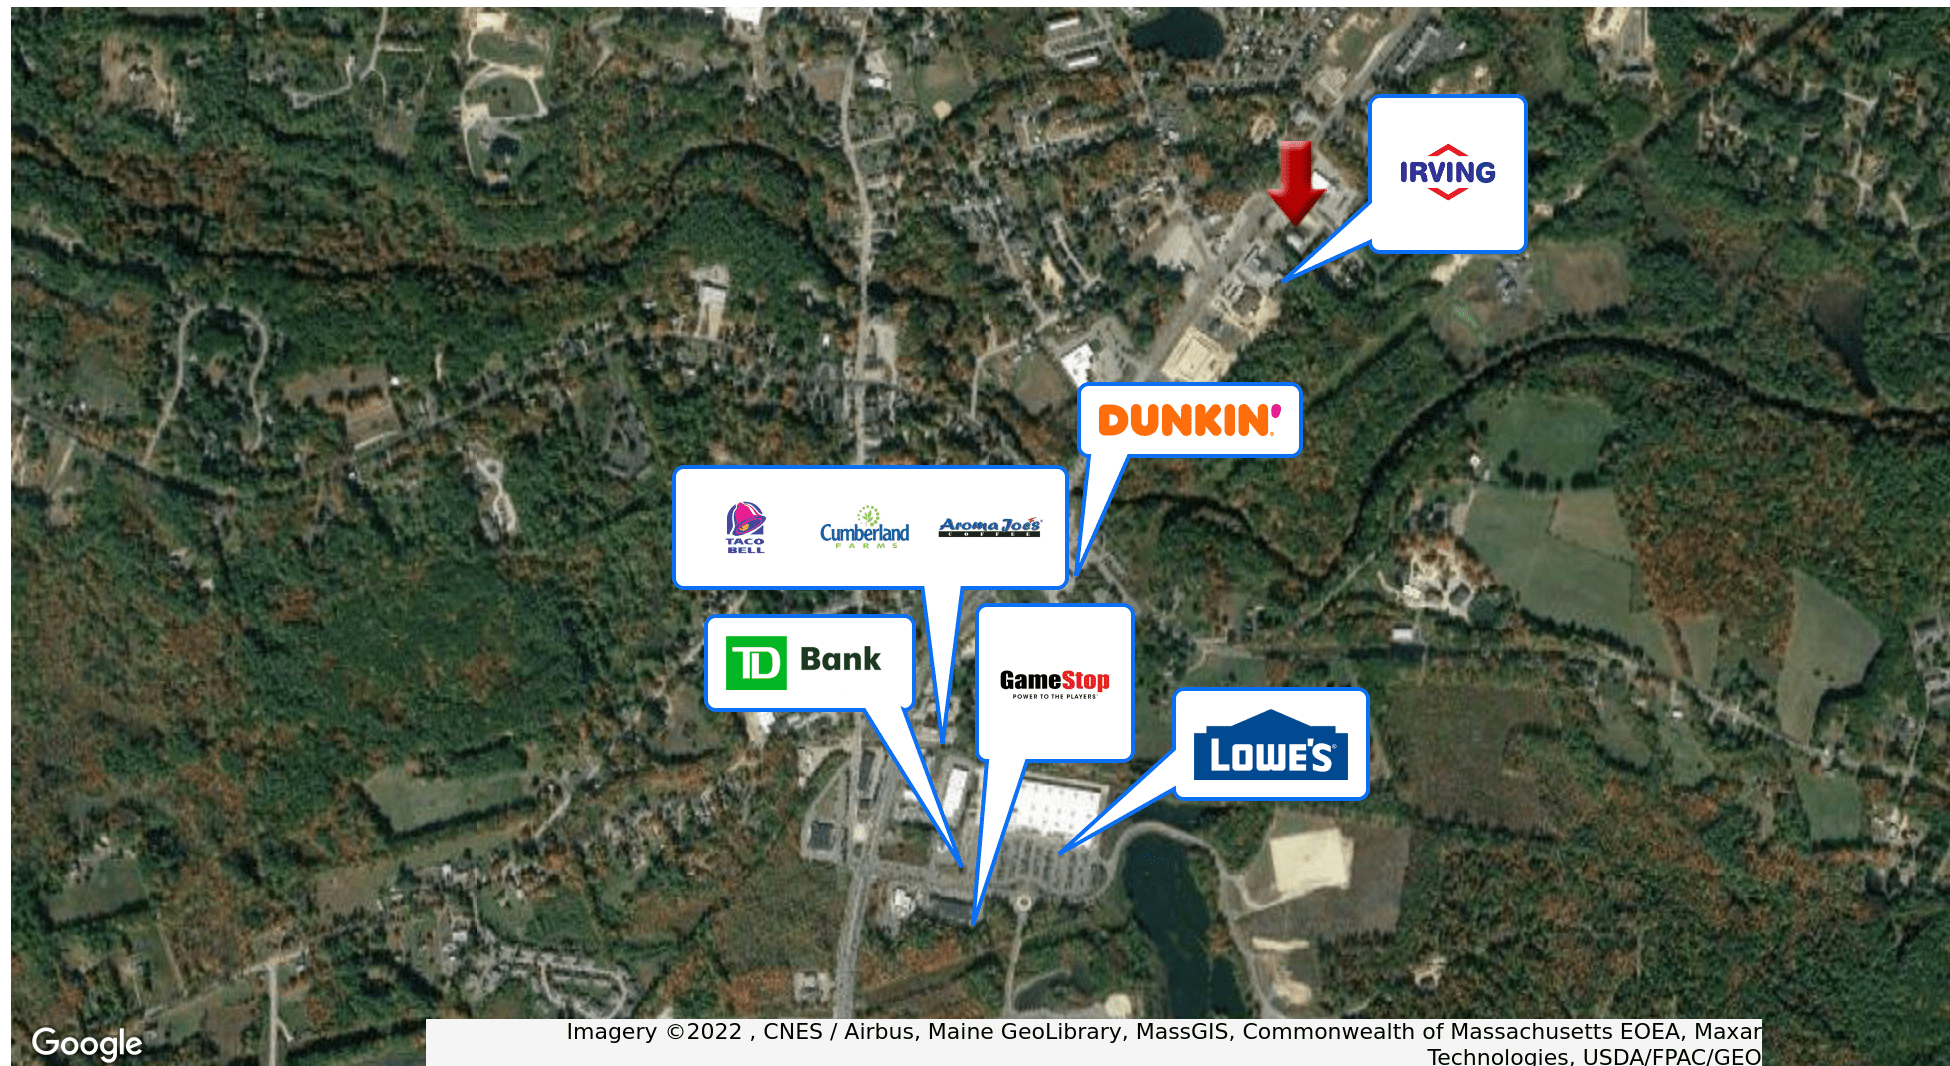 IRVING
DUNKIN'
TACO
BELL
Cumberland
FARMS
Aroma Joe's
COFFEE
TD Bank
GameStop
POWER TO THE PLAYERS
LOWE'S
Google
Imagery ©2022 , CNES / Airbus, Maine GeoLibrary, MassGIS, Commonwealth of Massachusetts EOEA, Maxar
Technologies, USDA/FPAC/GEO